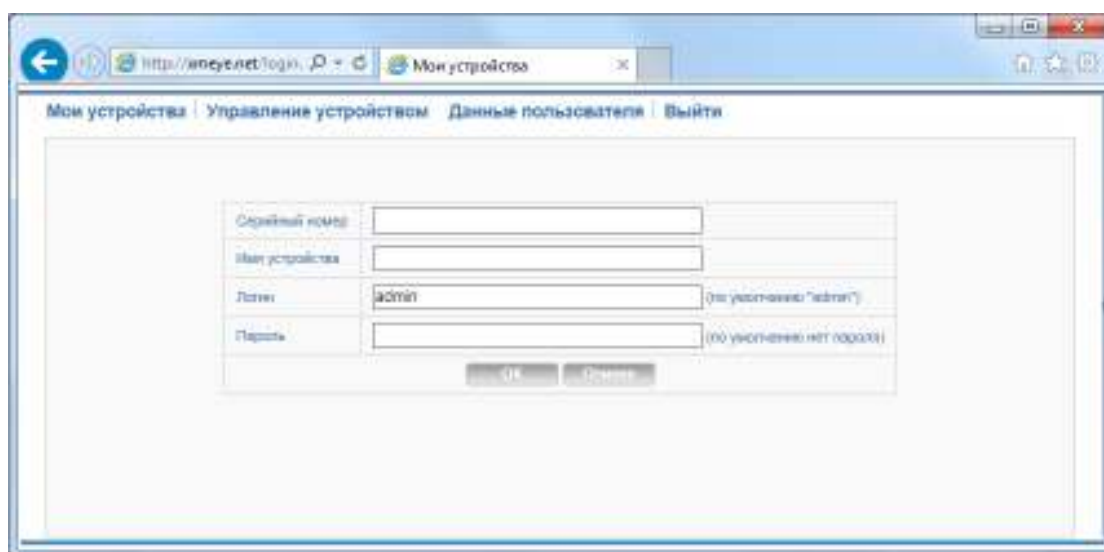 http://xmeye.net/login. Мои устройства
Мои устройства Управление устройством Данные пользователя Выйти
Серийный номер
Имя устройства
Логин admin (по умолчанию "admin")
Пароль (по умолчанию нет пароля)
OK Отмена